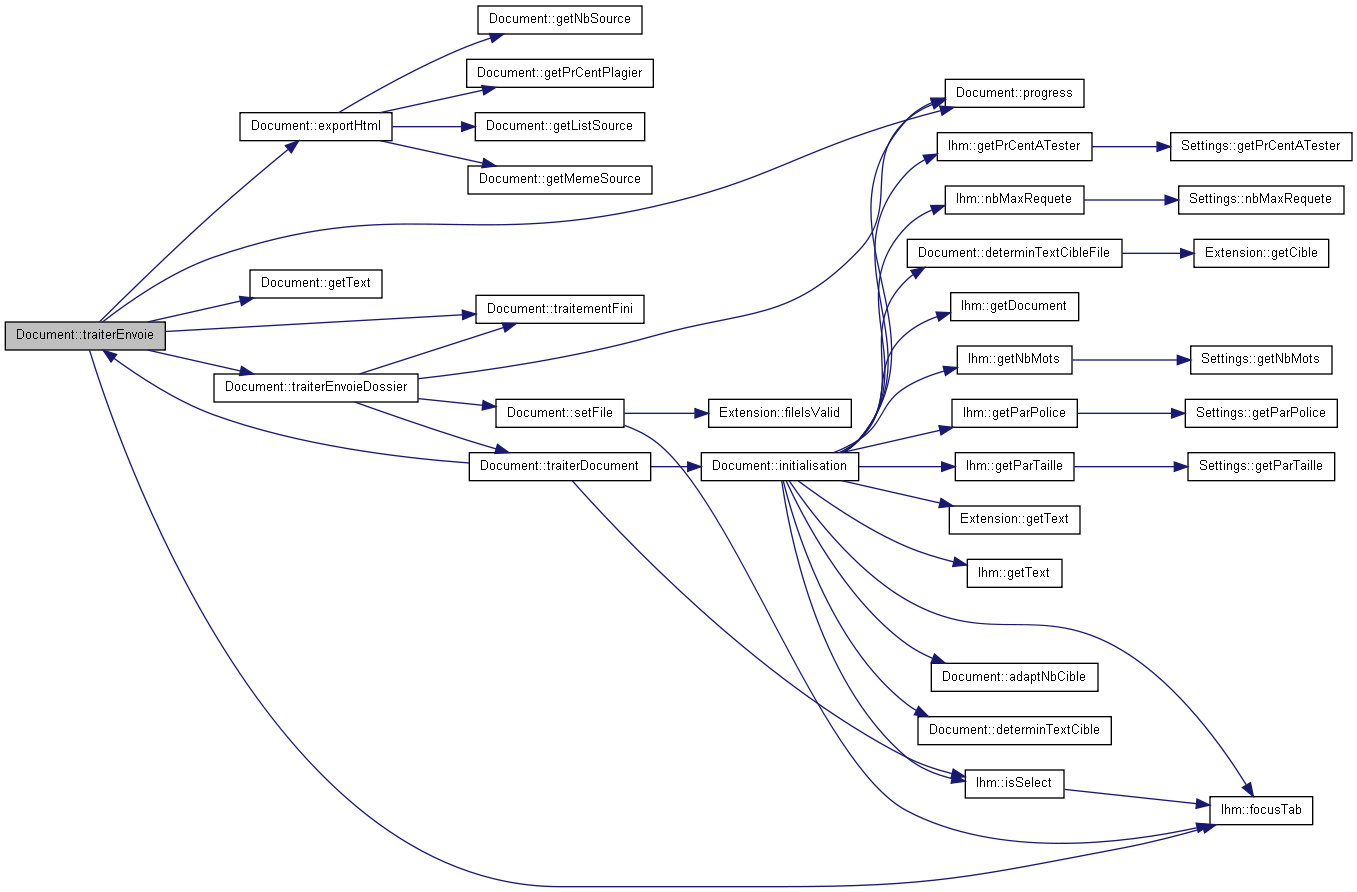 Document::getNbSource
Document::getPrCentPlagier
Document::progress
Document::exportHtml
Document::getListSource
Ihm::getPrCentATester
Settings::getPrCentATester
Document::getMemeSource
Ihm::nbMaxRequete
Settings::nbMaxRequete
Document::determinTextCibleFile
Extension::getCible
Document::getText
Document::traitementFini
Ihm::getDocument
Document::traiterEnvoie
Ihm::getNbMots
Settings::getNbMots
Document::traiterEnvoieDossier
Document::setFile
Extension::fileIsValid
Ihm::getParPolice
Settings::getParPolice
Document::traiterDocument
Document::initialisation
Ihm::getParTaille
Settings::getParTaille
Extension::getText
Ihm::getText
Document::adaptNbCible
Document::determinTextCible
Ihm::isSelect
Ihm::focusTab